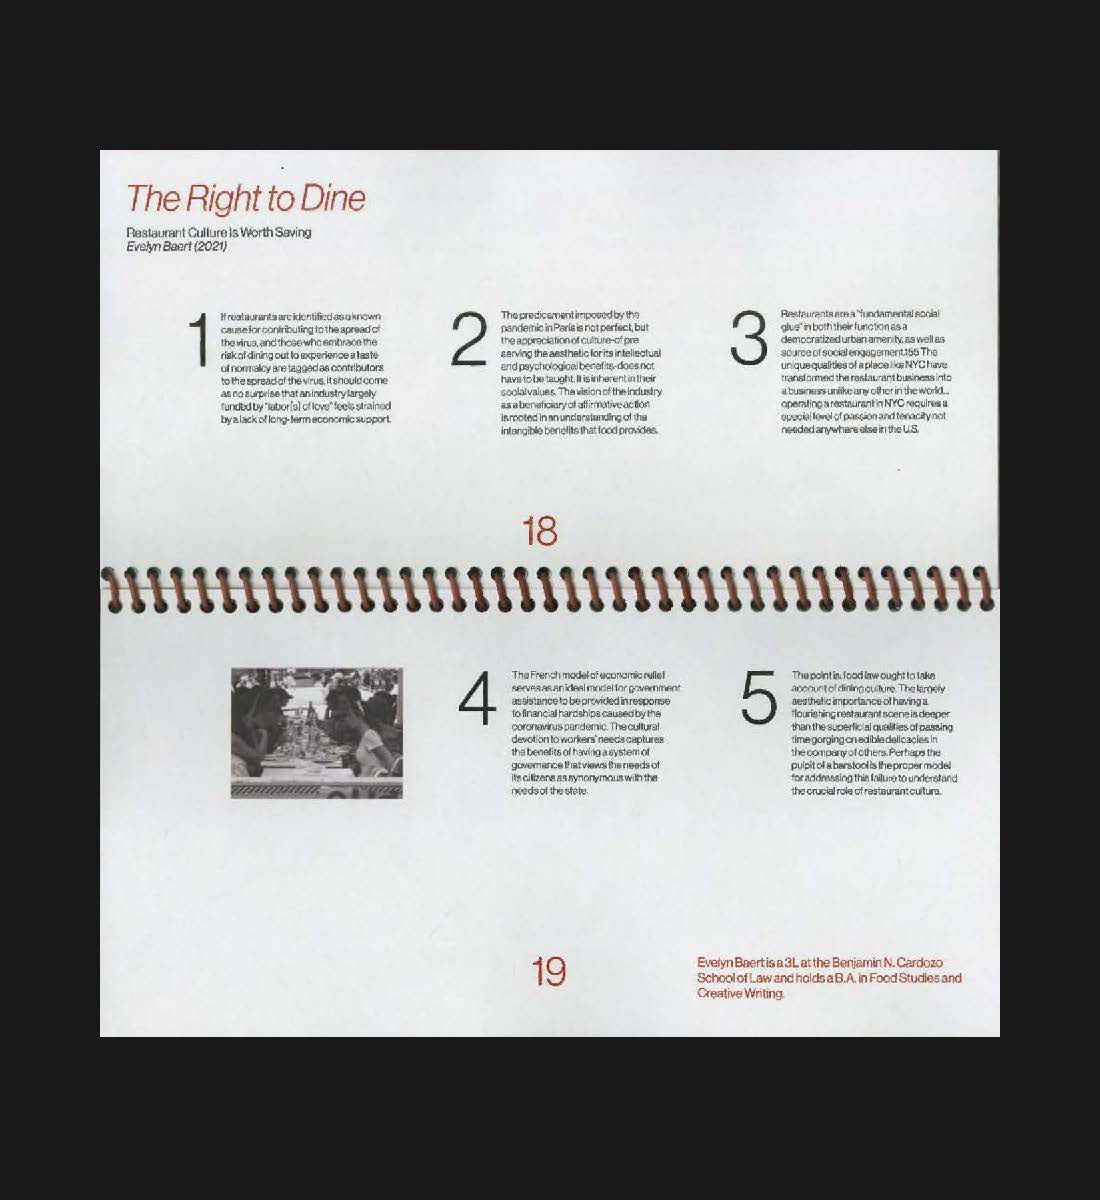 The Right to Dine
Restaurant Culture Is Worth Saving
Evelyn Baert (2021)
1
If restaurants are identified as a known
cause for contributing to the spread of
the virus, and those who embrace the
risk of dining out to experience a taste
of normalcy are tagged as contributors
to the spread of the virus, it should come
as no surprise that an industry largely
funded by "labor[s] of love" feels strained
by a lack of long-term economic support.
2
The predicament imposed by the
pandemic in Paris is not perfect, but
the appreciation of culture-of pre
serving the aesthetic for its intellectual
and psychological benefits-does not
have to be taught. It is inherent in their
social values. The vision of the industry
as a beneficiary of affirmative action
is rooted in an understanding of the
intangible benefits that food provides.
3
Restaurants are a "fundamental social
glue" in both their function as a
democratized urban amenity, as well as
source of social engagement.155 The
unique qualities of a place like NYC have
transformed the restaurant business into
a business unlike any other in the world...
operating a restaurant in NYC requires a
special level of passion and tenacity not
needed anywhere else in the U.S.
18
4
The French model of economic relief
serves as an ideal model for government
assistance to be provided in response
to financial hardships caused by the
coronavirus pandemic. The cultural
devotion to workers' needs captures
the benefits of having a system of
governance that views the needs of
its citizens as synonymous with the
needs of the state.
5
The point is, food law ought to take
account of dining culture. The largely
aesthetic importance of having a
flourishing restaurant scene is deeper
than the superficial qualities of passing
time gorging on edible delicacies in
the company of others. Perhaps the
pulpit of a barstool is the proper model
for addressing this failure to understand
the crucial role of restaurant culture.
19
Evelyn Baert is a 3L at the Benjamin N. Cardozo
School of Law and holds a B.A. in Food Studies and
Creative Writing.